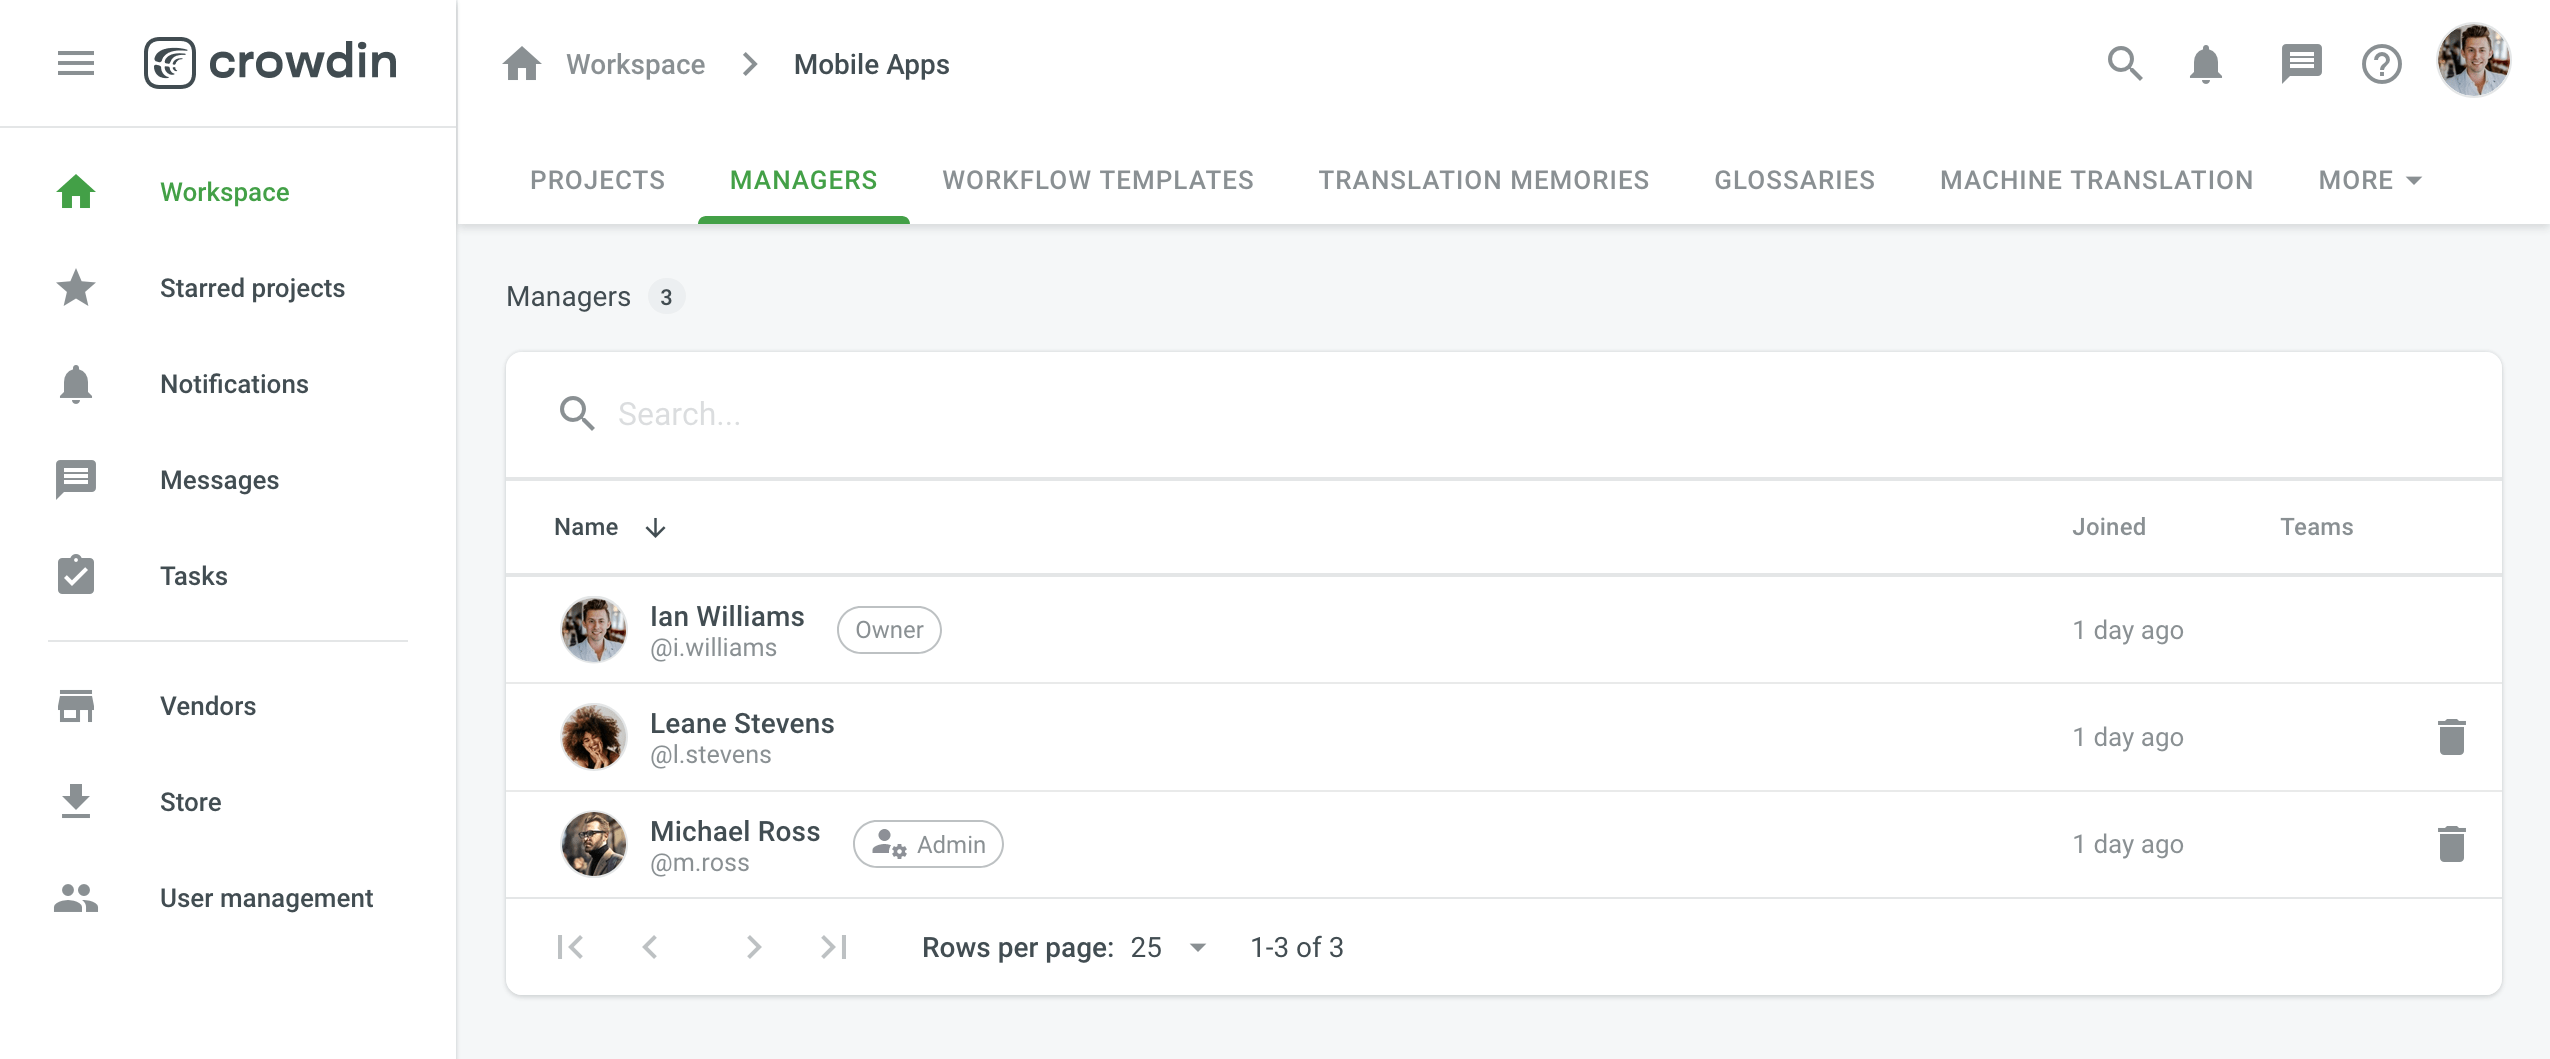 crowdin
Workspace
Starred projects
Notifications
Messages
Tasks
Vendors
Store
User management
Workspace Mobile Apps
PROJECTS MANAGERS WORKFLOW TEMPLATES TRANSLATION MEMORIES GLOSSARIES MACHINE TRANSLATION MORE
Managers 3
Search...
Name Joined Teams
Ian Williams Owner 1 day ago
@i.williams
Leane Stevens 1 day ago
@l.stevens
Michael Ross Admin 1 day ago
@m.ross
Rows per page: 25 1-3 of 3